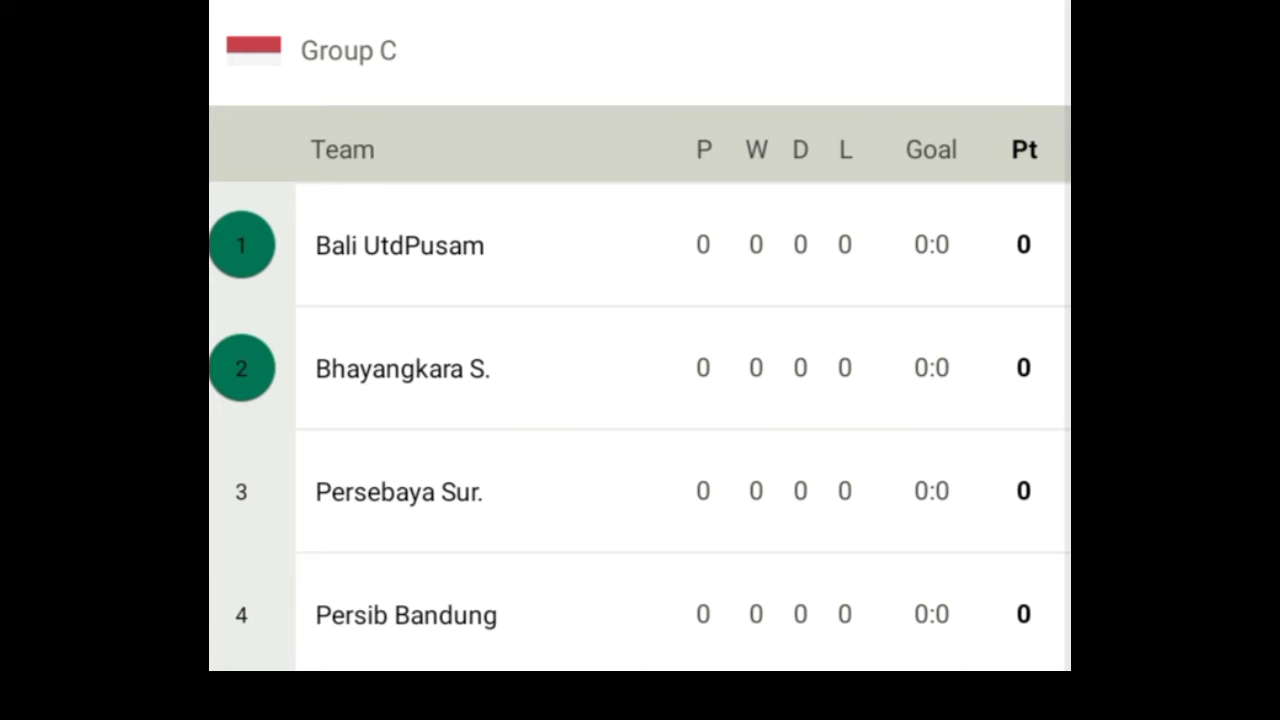 Group C
Team P W D L Goal Pt
1 Bali UtdPusam 0 0 0 0 0:0 0
2 Bhayangkara S. 0 0 0 0 0:0 0
3 Persebaya Sur. 0 0 0 0 0:0 0
4 Persib Bandung 0 0 0 0 0:0 0